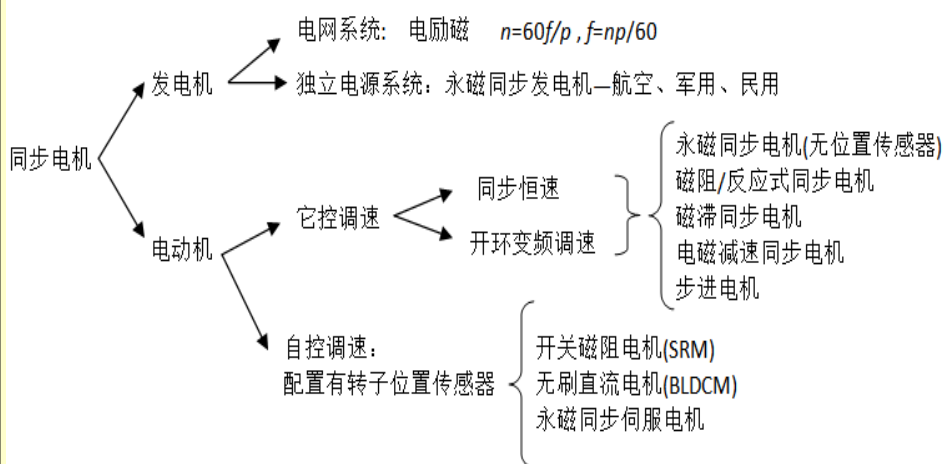 电网系统: 电励磁 n=60f/p , f=np/60
发电机
独立电源系统：永磁同步发电机—航空、军用、民用
同步电机
永磁同步电机(无位置传感器)
同步恒速
磁阻/反应式同步电机
它控调速
磁滞同步电机
电动机
开环变频调速
电磁减速同步电机
步进电机
自控调速：
配置有转子位置传感器
开关磁阻电机(SRM)
无刷直流电机(BLDCM)
永磁同步伺服电机